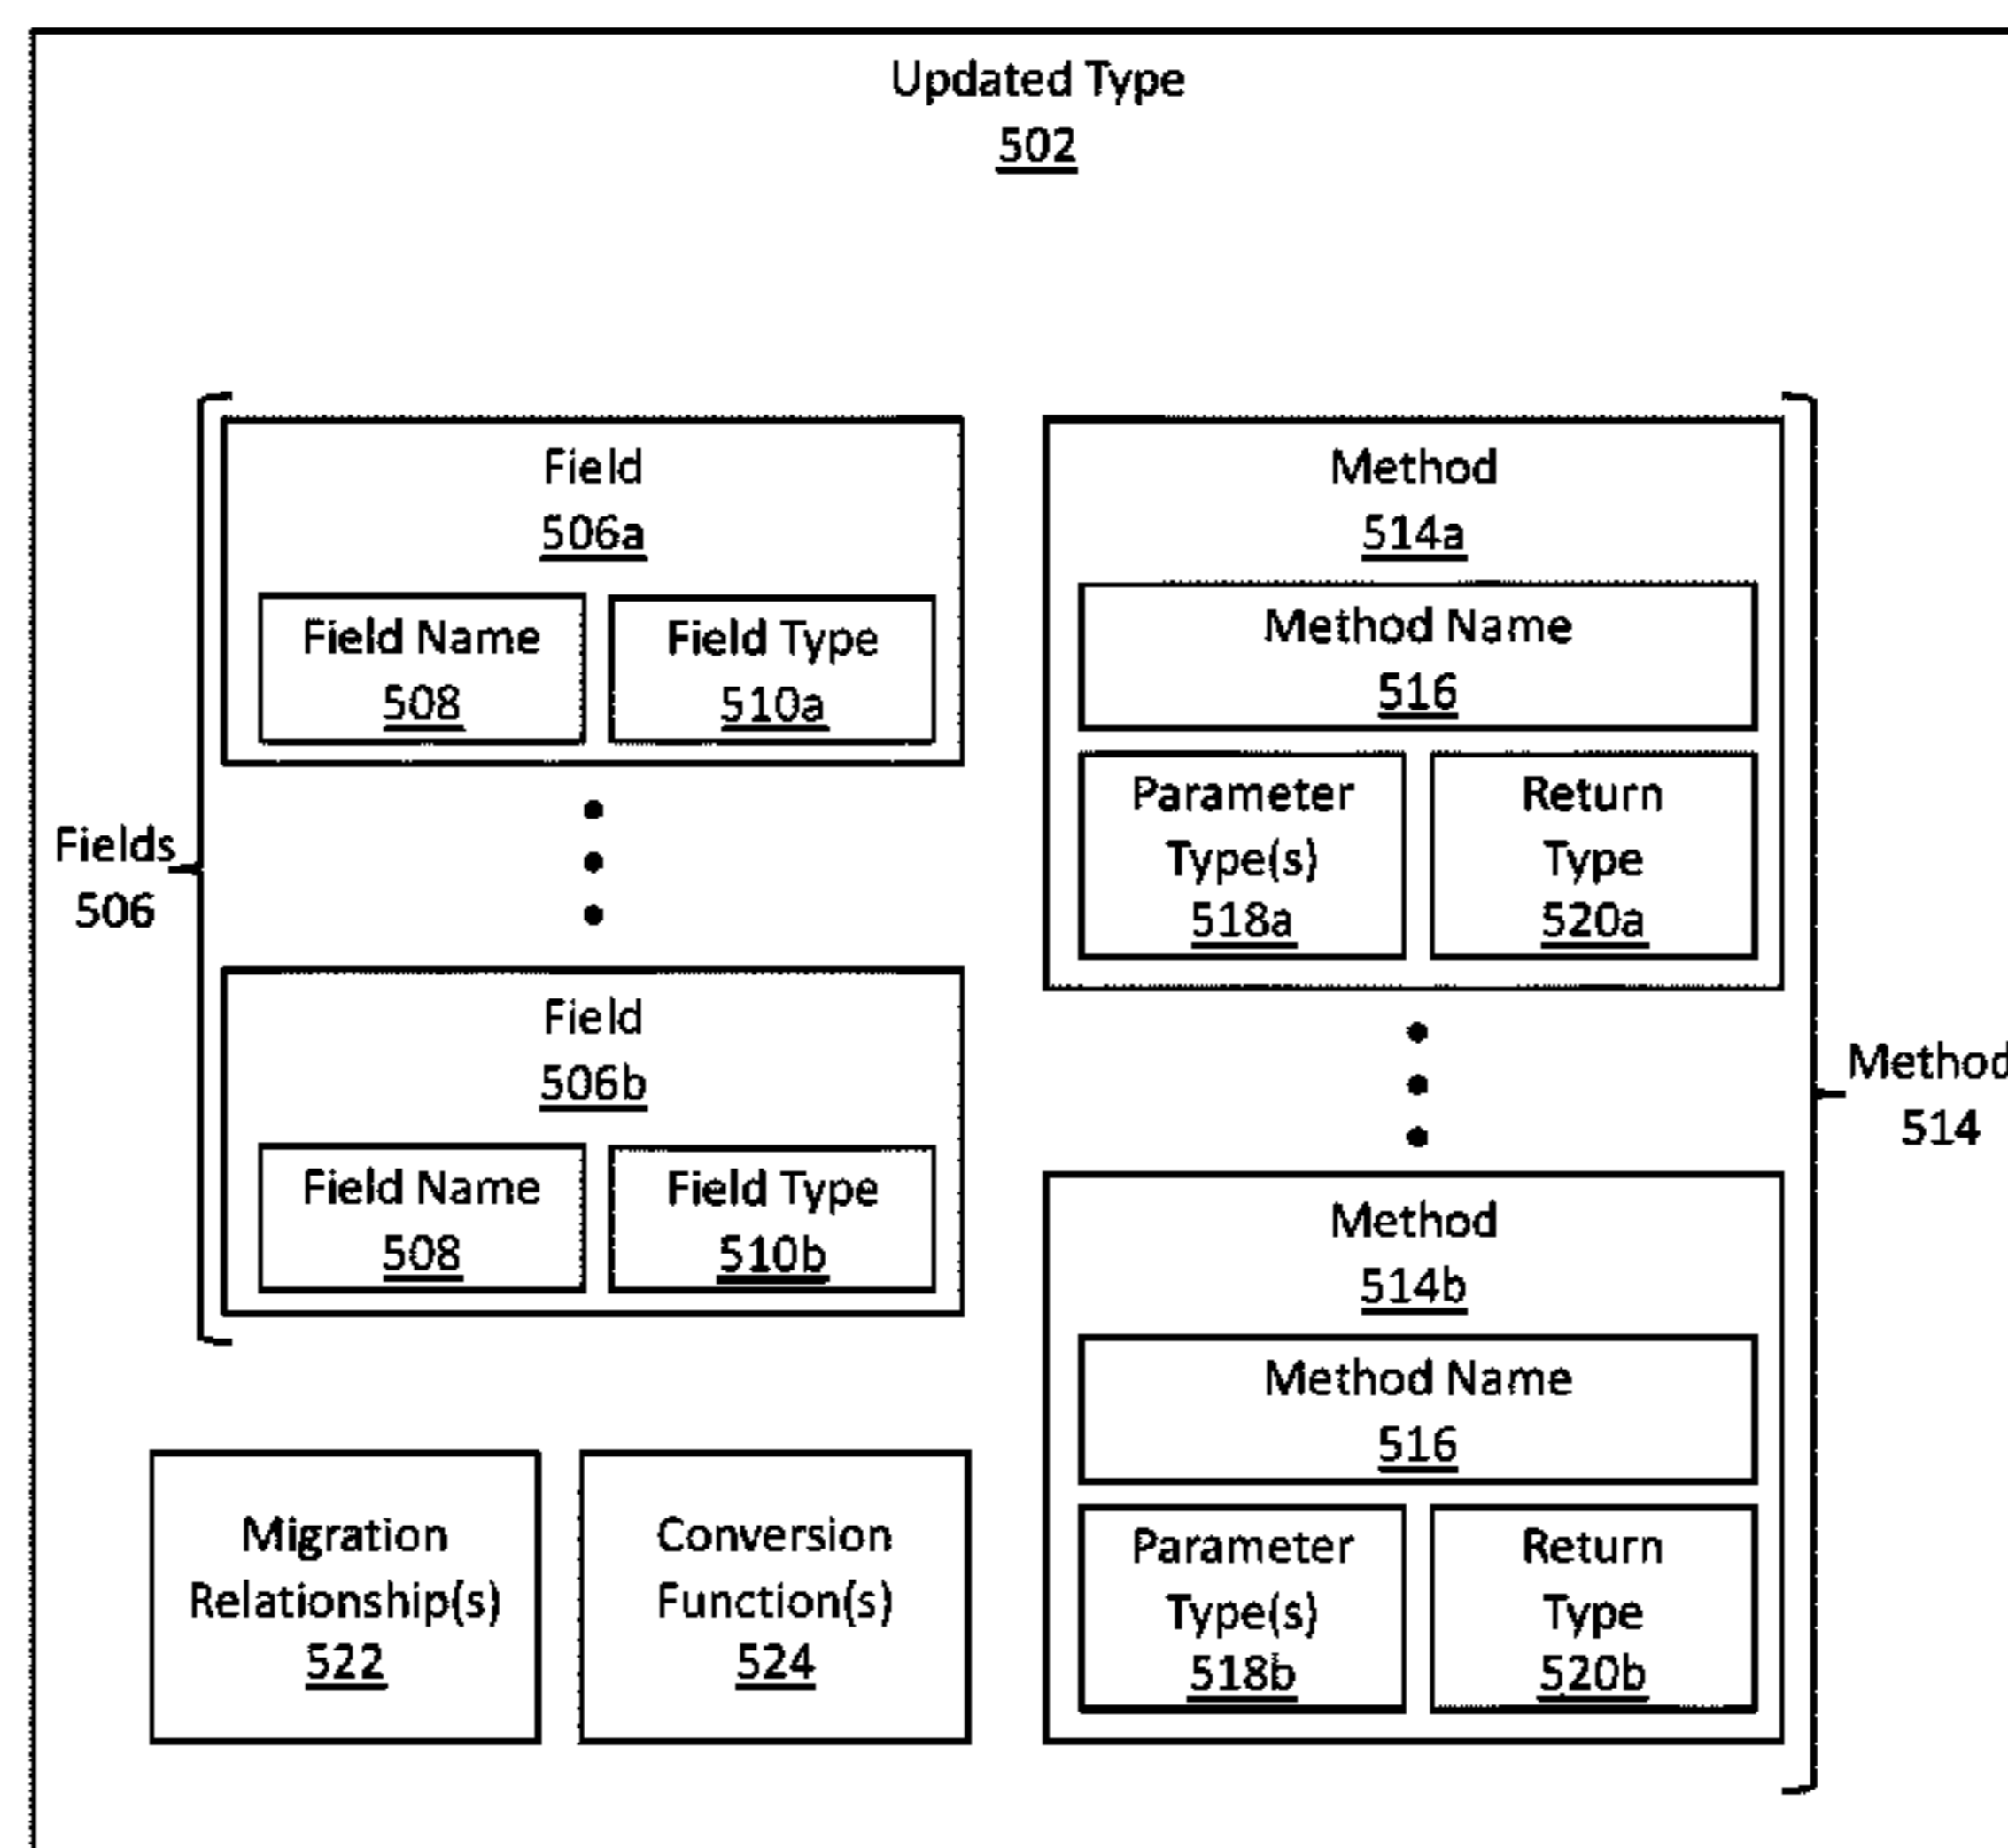 Updated Type
502
Fields
506
Field
506a
Field Name
508
Field Type
510a
Field
506b
Field Name
508
Field Type
510b
Migration
Relationship(s)
522
Conversion
Function(s)
524
Method
514a
Method Name
516
Parameter
Type(s)
518a
Return
Type
520a
Method
514b
Method Name
516
Parameter
Type(s)
518b
Return
Type
520b
Method
514